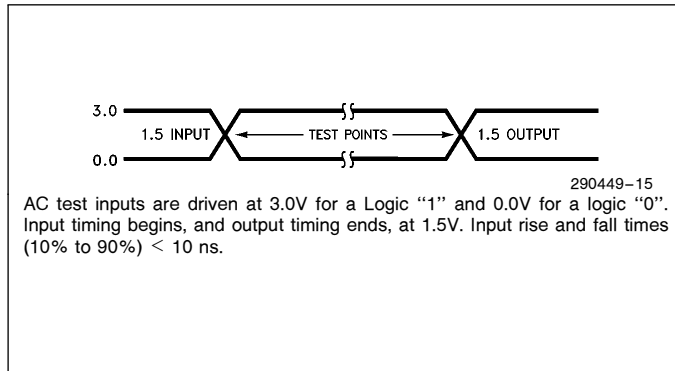 3.0
1.5 INPUT TEST POINTS 1.5 OUTPUT
0.0
290449–15
AC test inputs are driven at 3.0V for a Logic ‘‘1’’ and 0.0V for a logic ‘‘0’’.
Input timing begins, and output timing ends, at 1.5V. Input rise and fall times
(10% to 90%) < 10 ns.